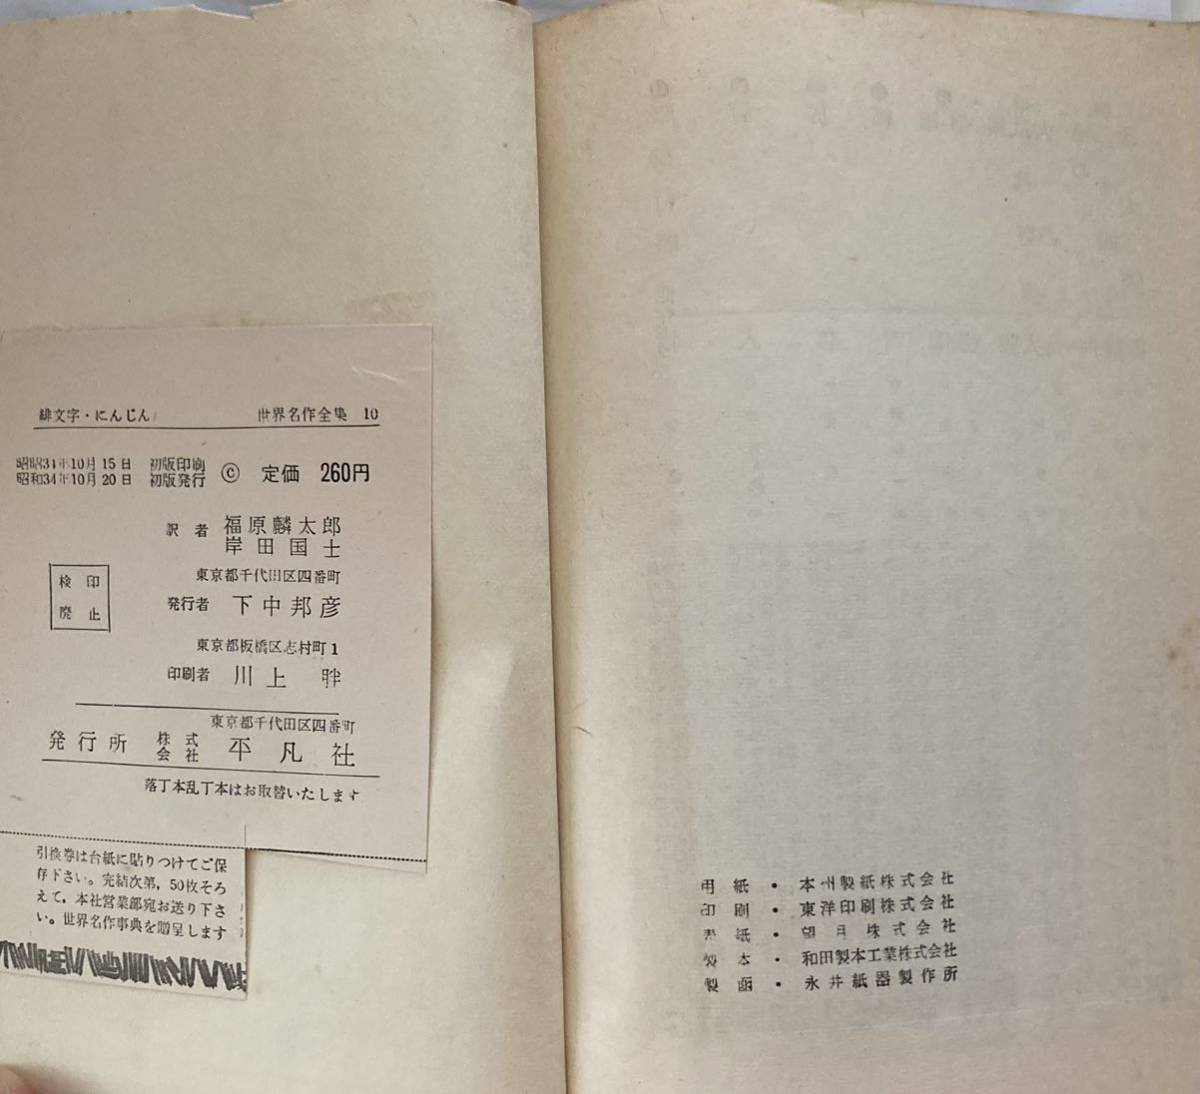 緋文字・にんじん 世界名作全集 10
昭和34年10月15日 初版印刷
昭和34年10月20日 初版発行
© 定価 260円
訳者 福原麟太郎
岸田国士
東京都千代田区四番町
発行者 下中邦彦
検印
廃止
東京都板橋区志村町1
印刷者 川上
東京都千代田区四番町
発行所 株式会社 平凡社
落丁本乱丁本はお取替いたします
引換券は台紙に貼りつけてご保
存下さい。完結次第，50枚そろ
えて，本社営業部宛お送り下さ
い。世界名作事典を贈呈します
用紙・本州製紙株式会社
印刷・東洋印刷株式会社
表紙・望月株式会社
製本・和田製本工業株式会社
製函・永井紙器製作所